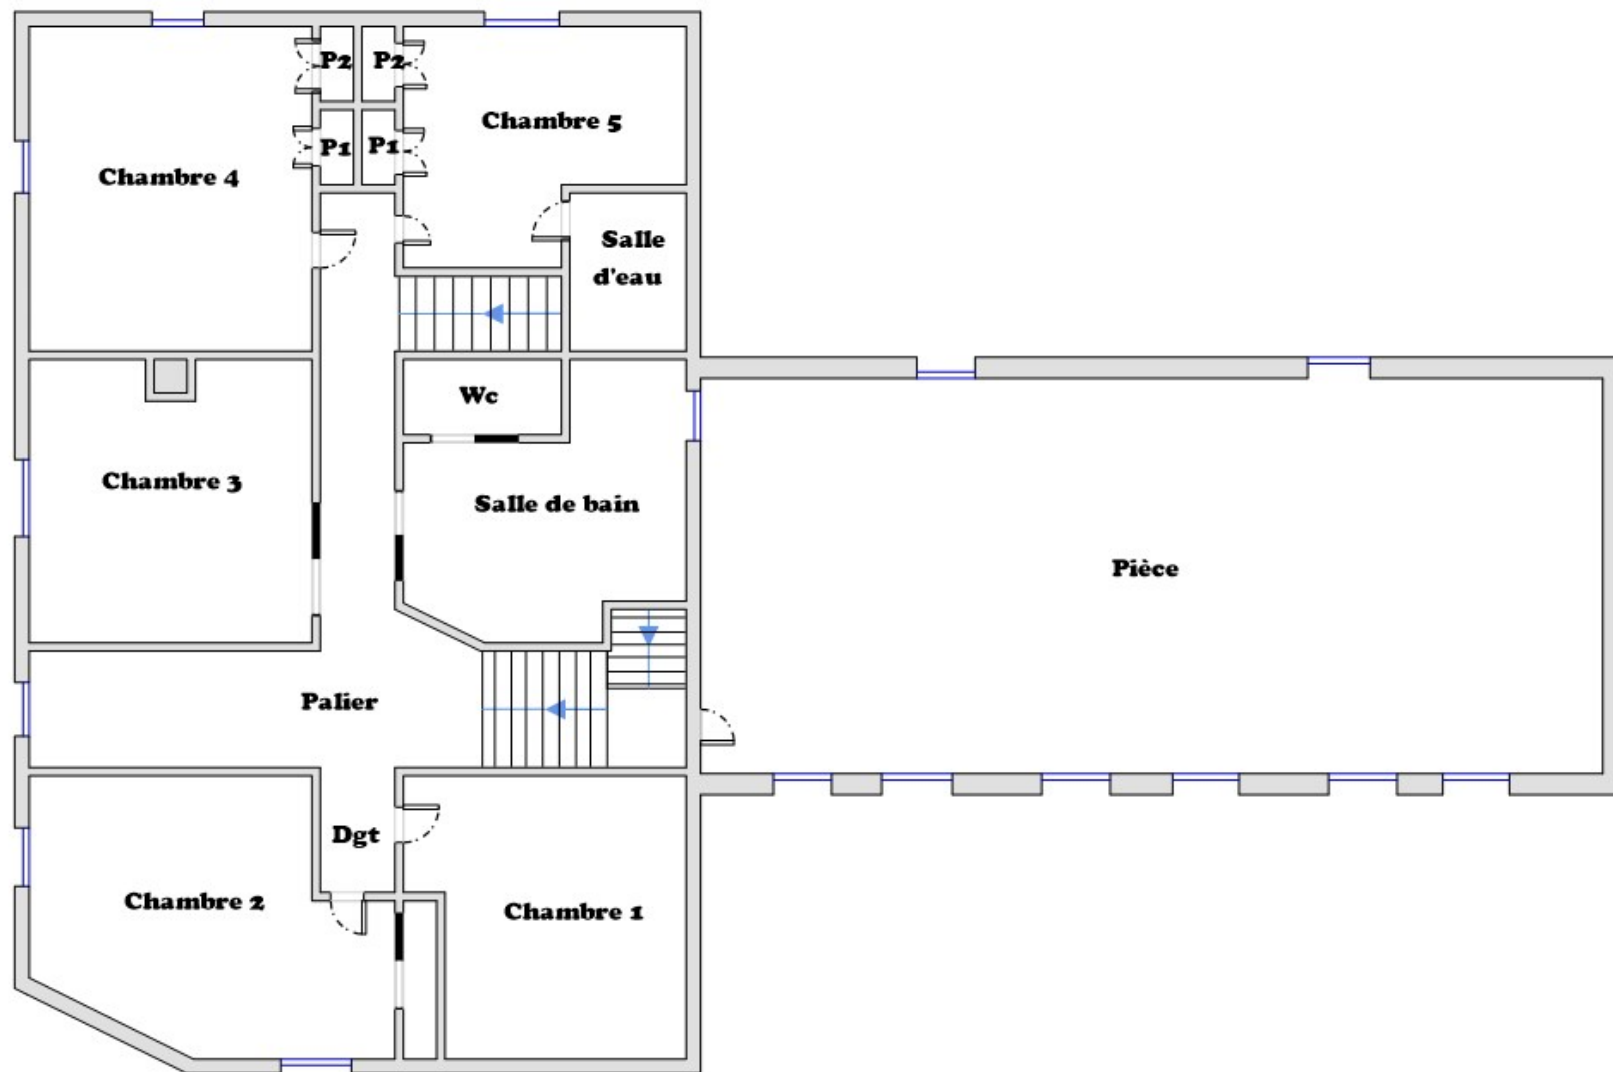 P2
P2
Chambre 5
P1
P1
Chambre 4
Salle
d'eau
Wc
Chambre 3
Salle de bain
Pièce
Palier
Dgt
Chambre 2
Chambre 1